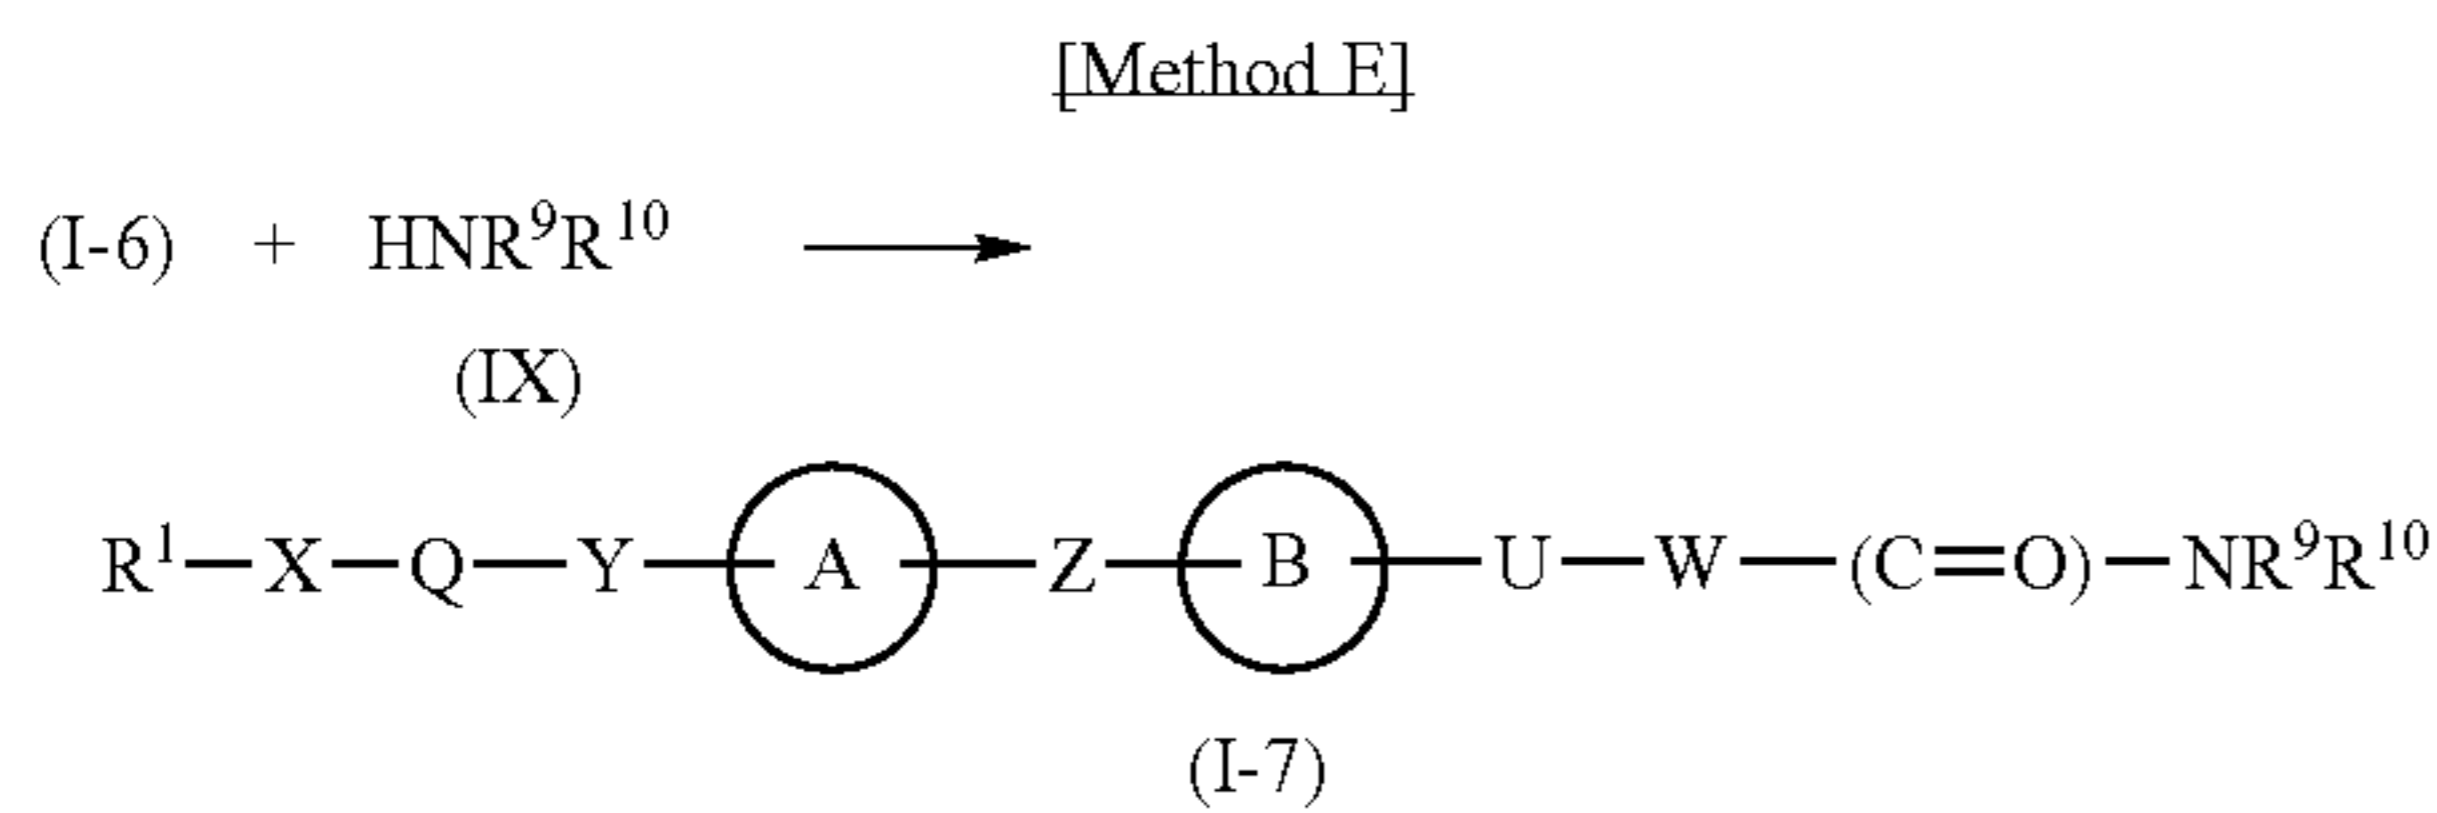 [Method E]
(I-6) + HNR⁹R¹⁰
(IX)
R¹—X—Q—Y—A—Z—B—U—W—(C=O)—NR⁹R¹⁰
(I-7)